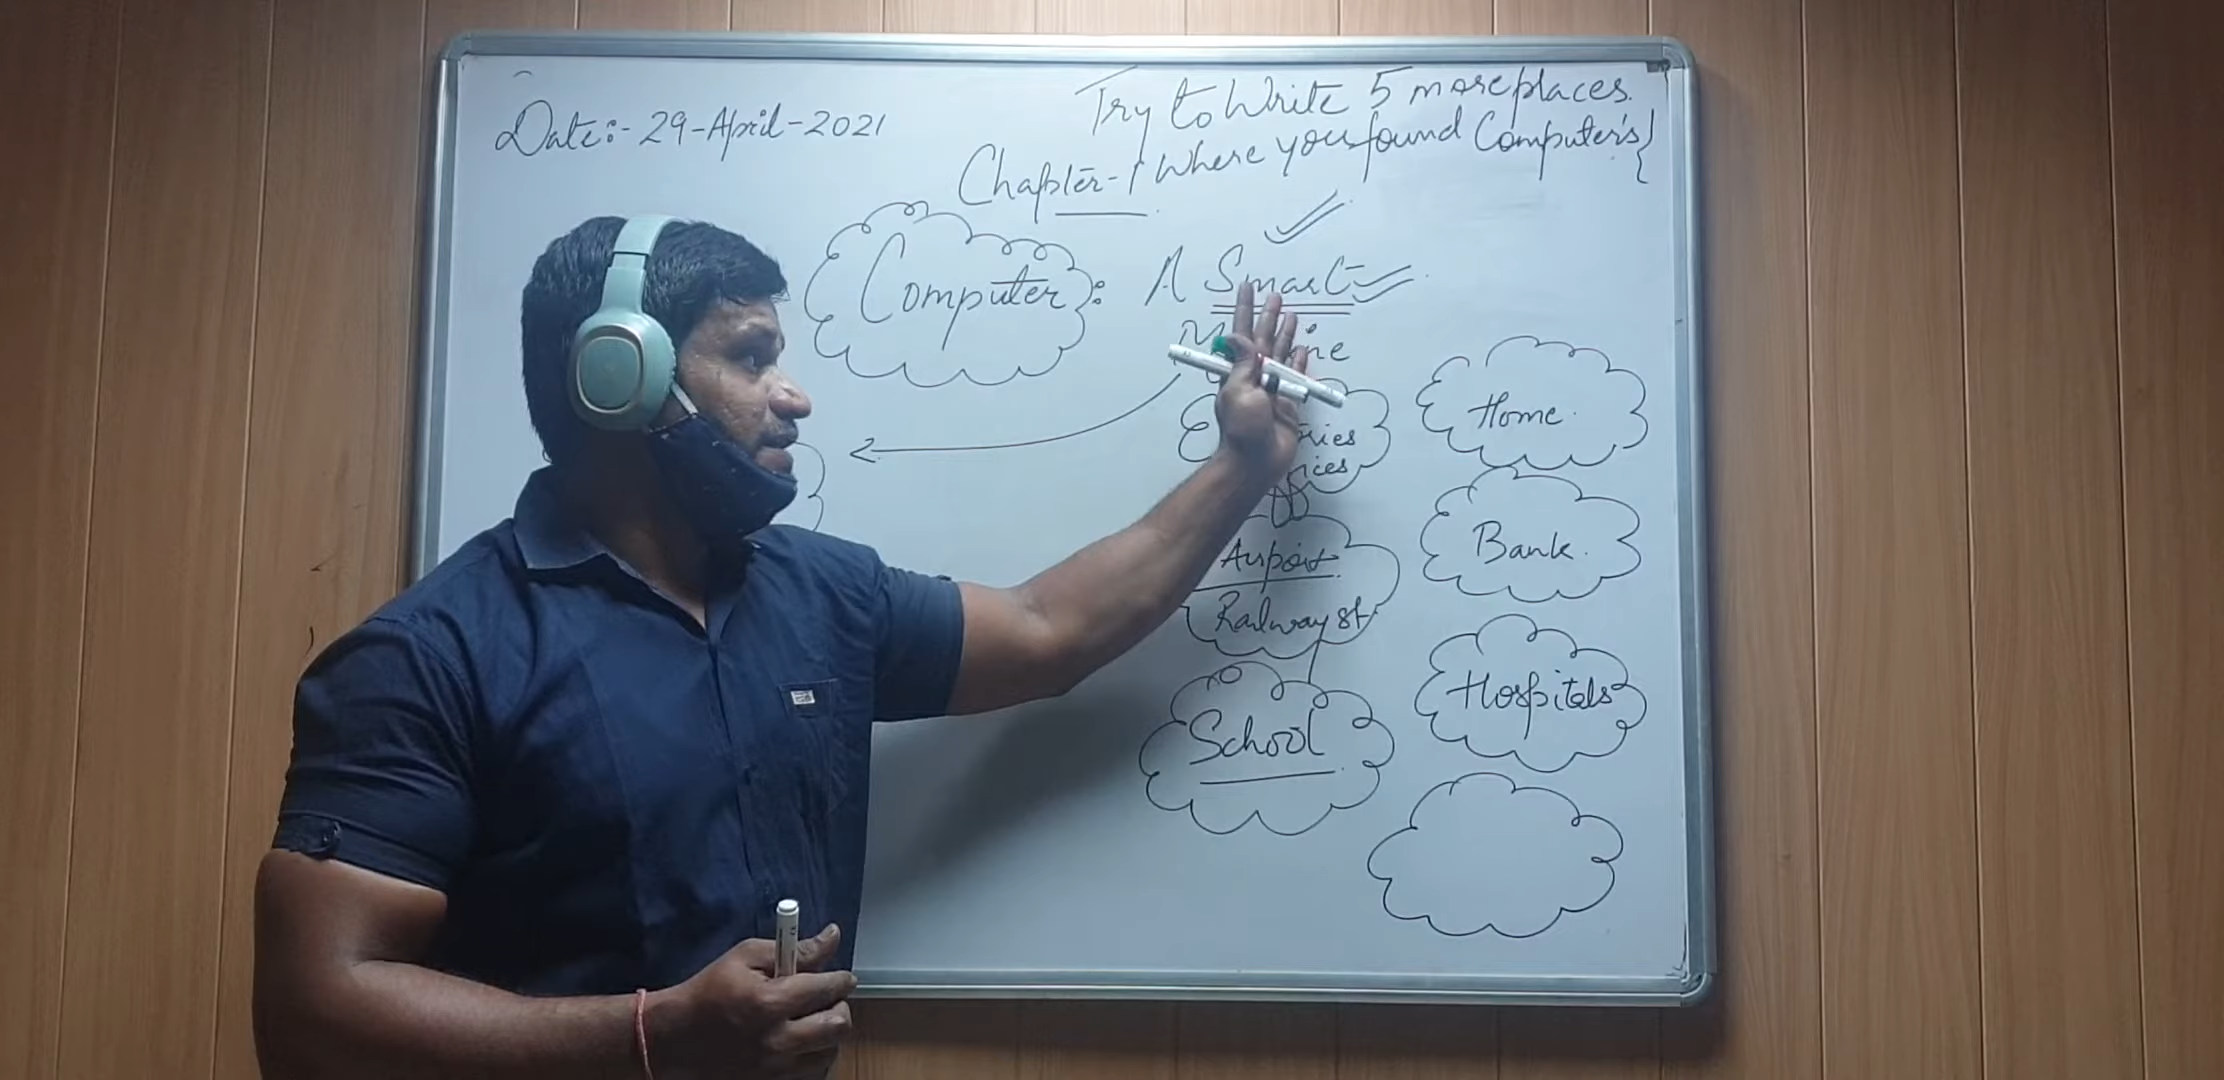 Date:- 29-April-2021
Try to Write 5 more places
where you found Computer's}
Chapter-1
Computer: A Smart
Home.
Bank.
Airport
Railway st.
Hospitals
School